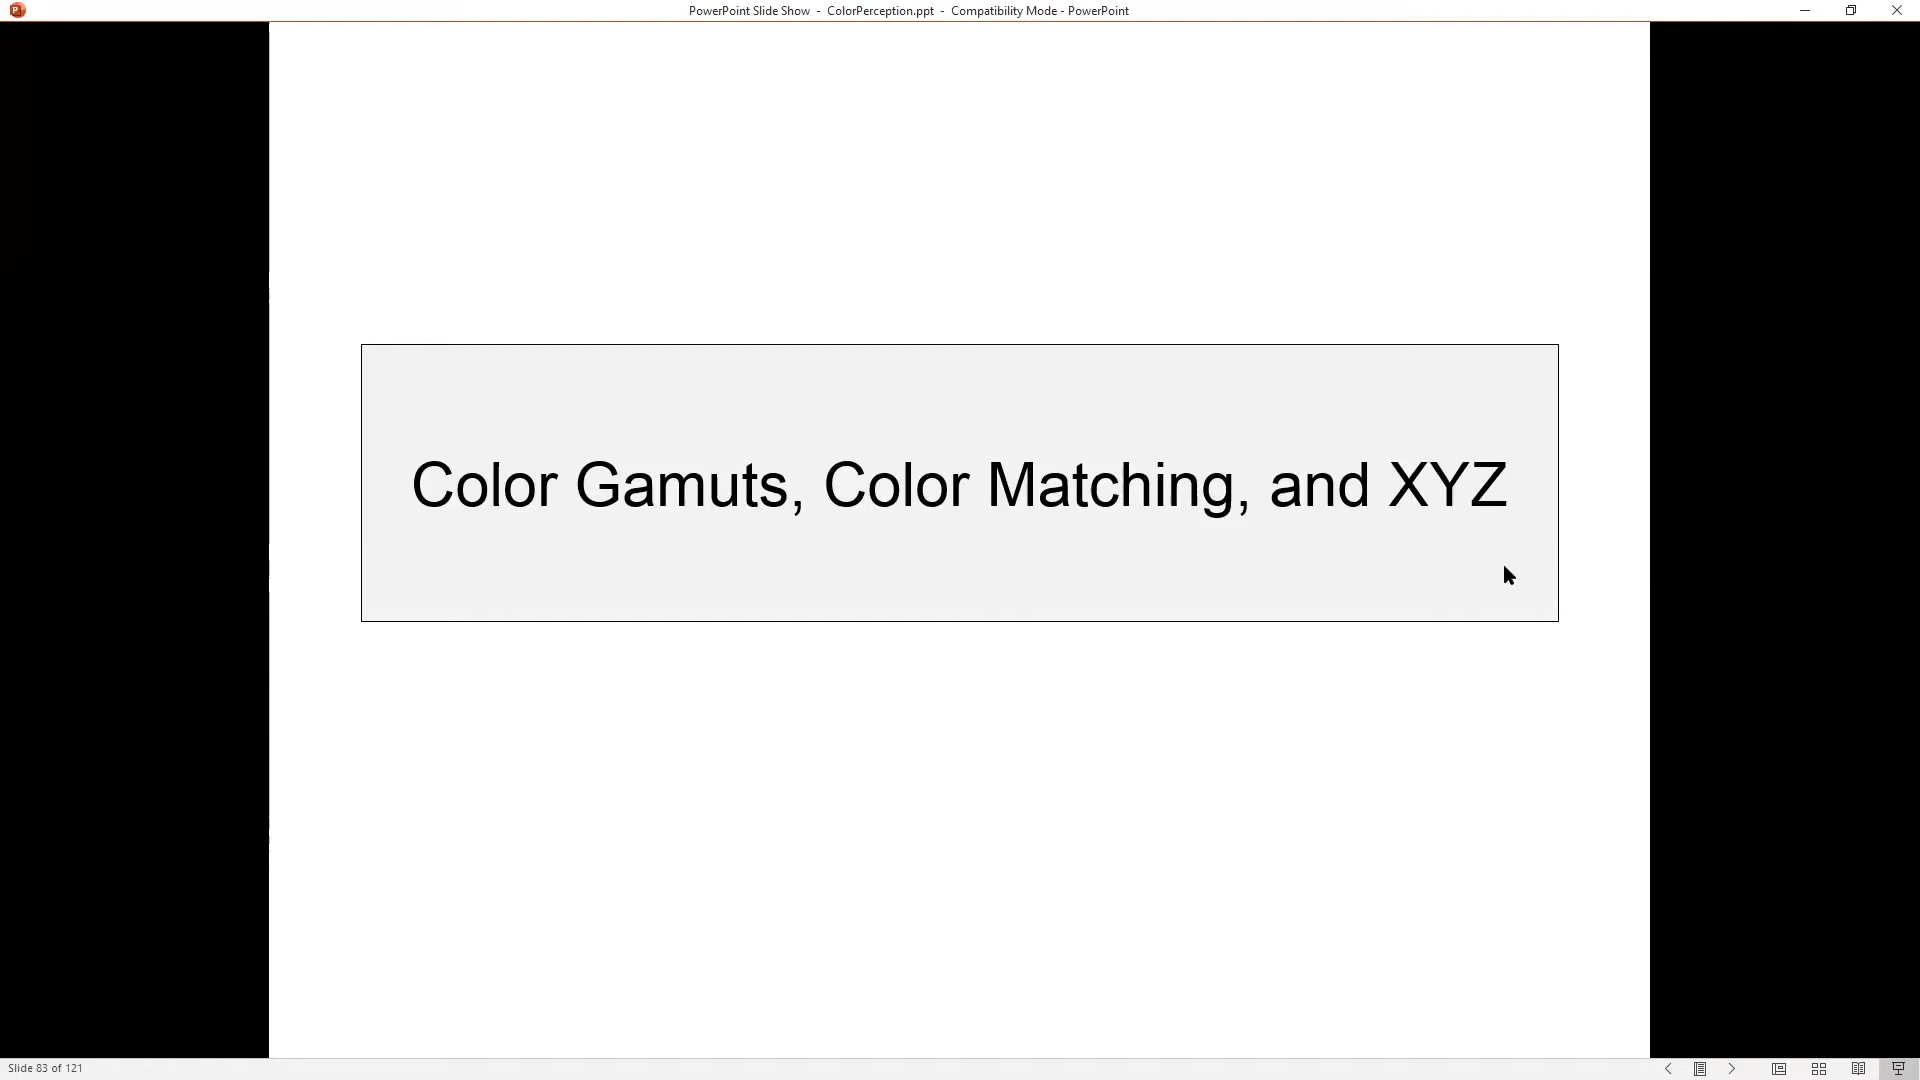 PowerPoint Slide Show - ColorPerception.ppt - Compatibility Mode - PowerPoint
Color Gamuts, Color Matching, and XYZ
Slide 83 of 121